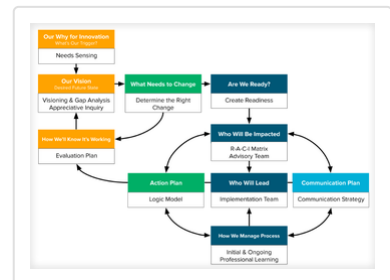 Our Why for Innovation
What's Our Trigger?
Needs Sensing
Our Vision
Desired Future State
Visioning & Gap Analysis
Appreciative Inquiry
What Needs to Change
Determine the Right
Change
Are We Ready?
Create Readiness
How We'll Know It's Working
Evaluation Plan
Who Will Be Impacted
R-A-C-I Matrix
Advisory Team
Action Plan
Logic Model
Who Will Lead
Implementation Team
Communication Plan
Communication Strategy
How We Manage Process
Initial & Ongoing
Professional Learning